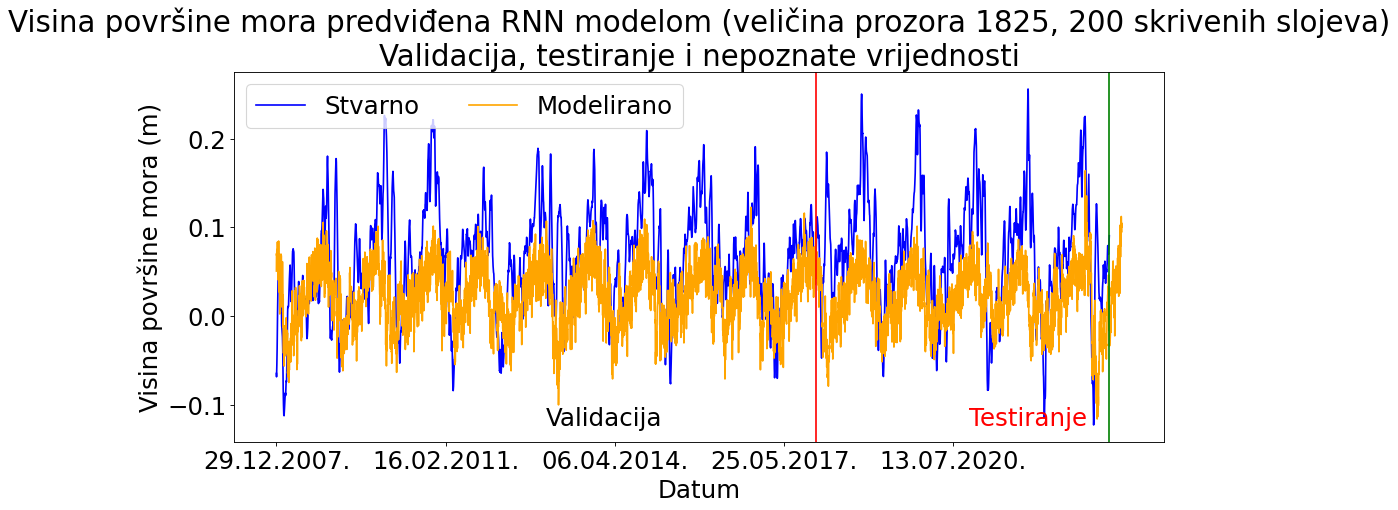 Visina površine mora predviđena RNN modelom (veličina prozora 1825, 200 skrivenih slojeva)
Validacija, testiranje i nepoznate vrijednosti
Stvarno
Modelirano
Visina površine mora (m)
0.2
0.1
0.0
−0.1
Validacija
Testiranje
29.12.2007.
16.02.2011.
06.04.2014.
25.05.2017.
13.07.2020.
Datum